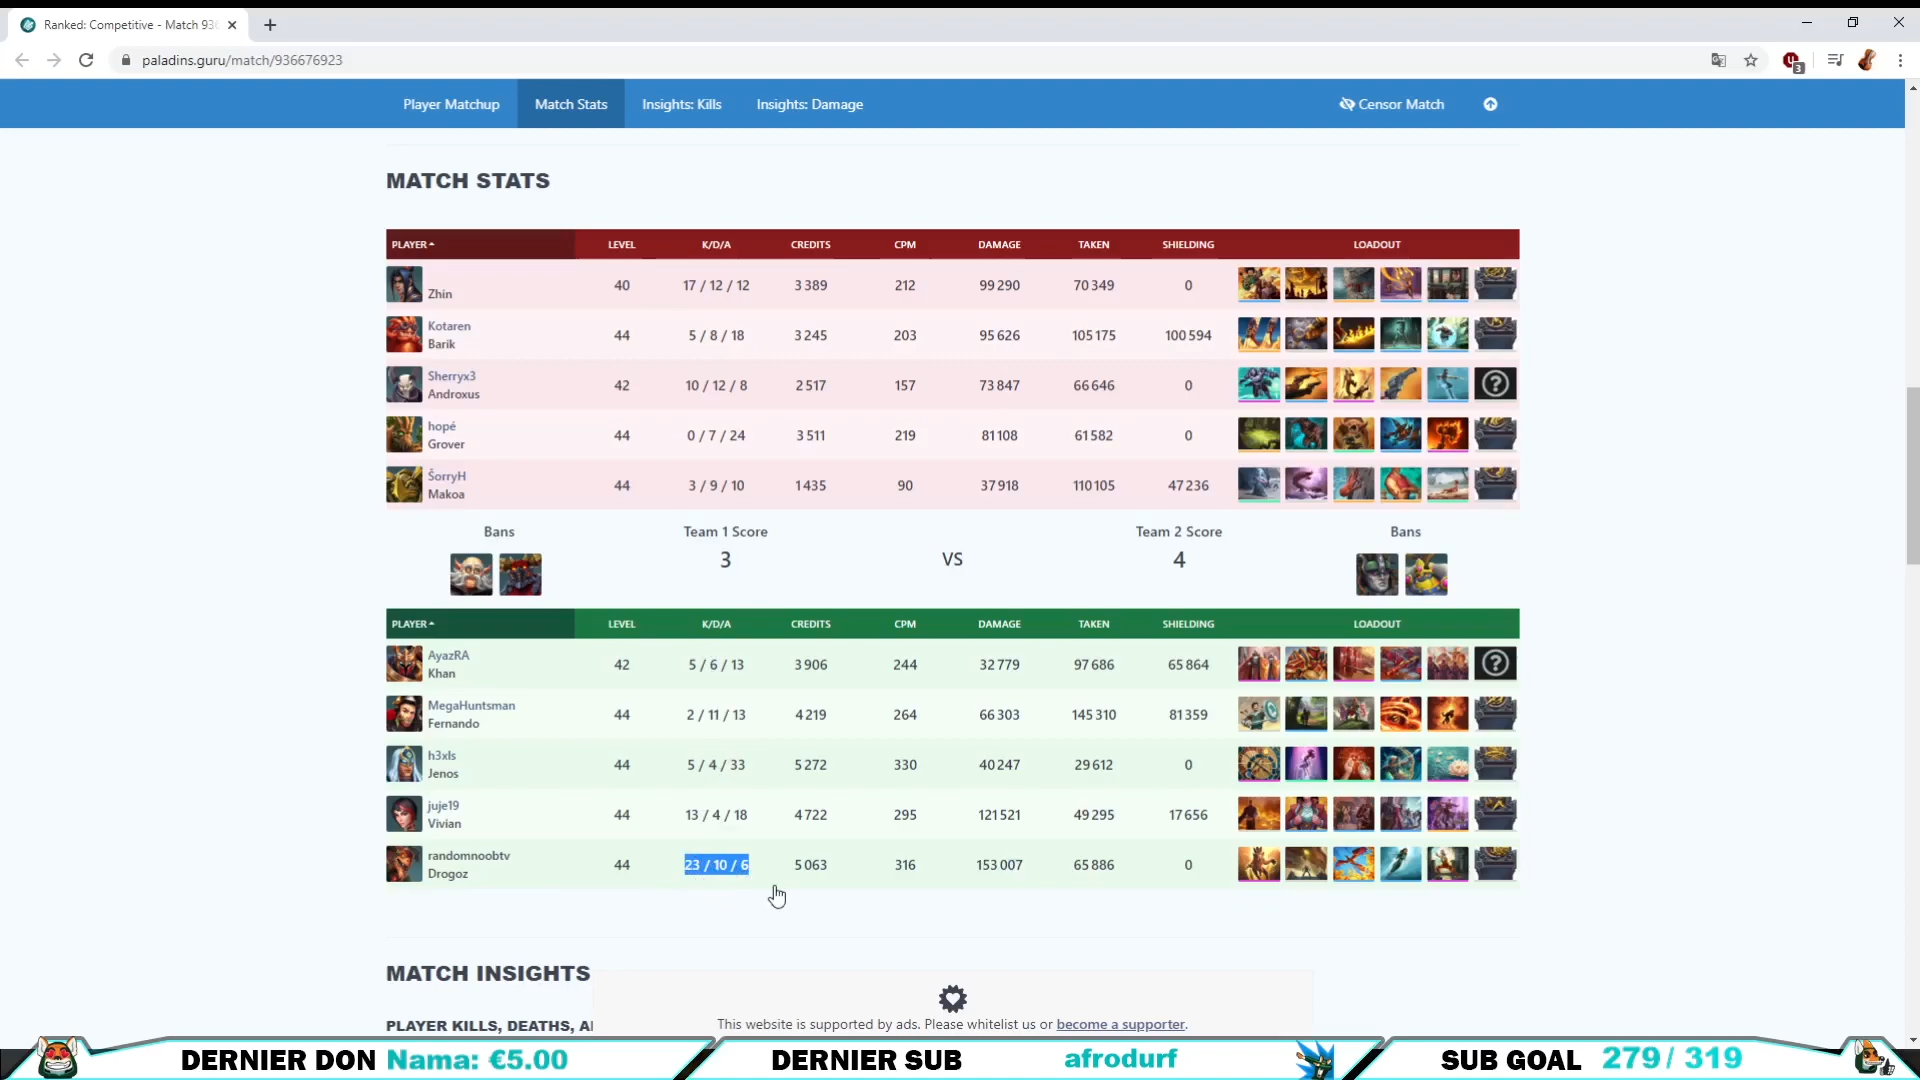 Ranked: Competitive - Match 93
paladins.guru/match/936676923
3
Player Matchup Match Stats Insights: Kills Insights: Damage Censor Match
MATCH STATS
PLAYER LEVEL K/D/A CREDITS CPM DAMAGE TAKEN SHIELDING LOADOUT
Zhin 40 17 / 12 / 12 3 389 212 99 290 70 349 0
Kotaren
Barik 44 5 / 8 / 18 3 245 203 95 626 105 175 100 594
Sherryx3
Androxus 42 10 / 12 / 8 2 517 157 73 847 66 646 0 ?
hopé
Grover 44 0 / 7 / 24 3 511 219 81 108 61 582 0
ŠorryH
Makoa 44 3 / 9 / 10 1 435 90 37 918 110 105 47 236
Bans Team 1 Score Team 2 Score Bans
3 VS 4
PLAYER LEVEL K/D/A CREDITS CPM DAMAGE TAKEN SHIELDING LOADOUT
AyazRA
Khan 42 5 / 6 / 13 3 906 244 32 779 97 686 65 864 ?
MegaHuntsman
Fernando 44 2 / 11 / 13 4 219 264 66 303 145 310 81 359
h3xls
Jenos 44 5 / 4 / 33 5 272 330 40 247 29 612 0
juje19
Vivian 44 13 / 4 / 18 4 722 295 121 521 49 295 17 656
randomnoobtv
Drogoz 44 23 / 10 / 6 5 063 316 153 007 65 886 0
MATCH INSIGHTS
PLAYER KILLS, DEATHS, A
This website is supported by ads. Please whitelist us or become a supporter.
DERNIER DON Nama: €5.00 DERNIER SUB afrodurf SUB GOAL 279 / 319